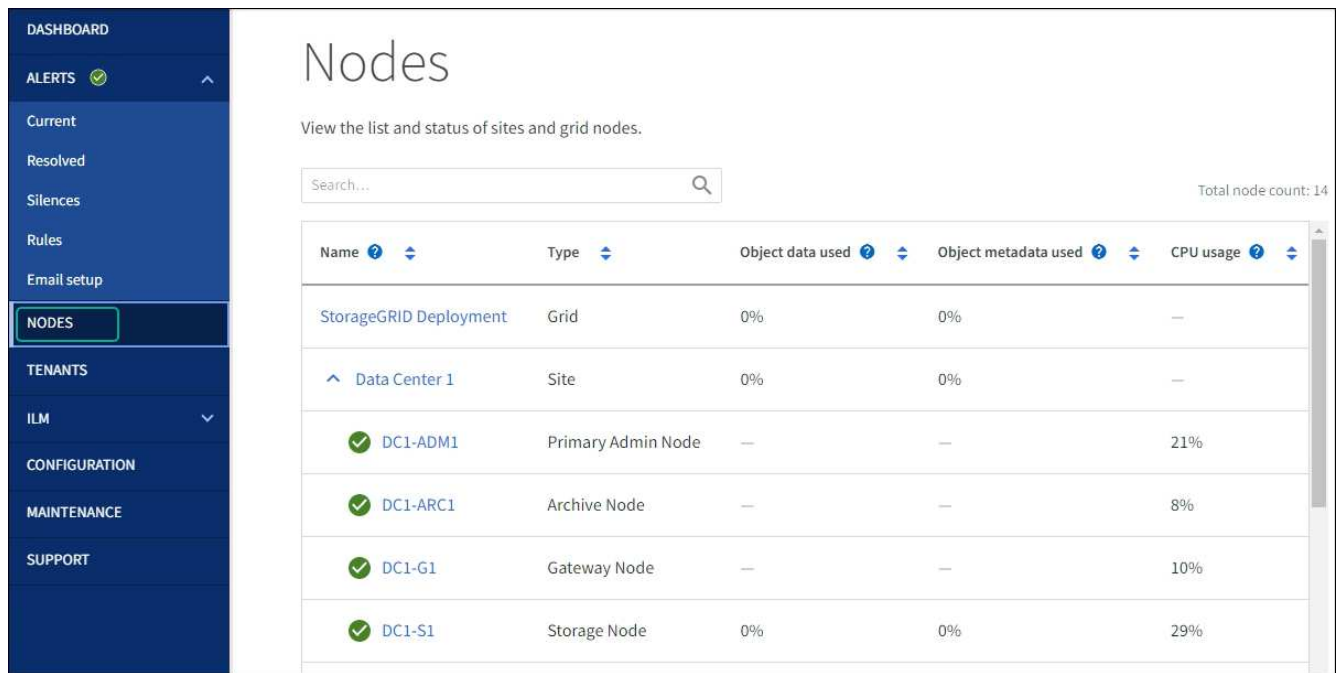 DASHBOARD
ALERTS
Current
Resolved
Silences
Rules
Email setup
NODES
TENANTS
ILM
CONFIGURATION
MAINTENANCE
SUPPORT
Nodes
View the list and status of sites and grid nodes.
Search...
Total node count: 14
Name ? Type Object data used ? Object metadata used ? CPU usage ?
StorageGRID Deployment Grid 0% 0% —
Data Center 1 Site 0% 0% —
DC1-ADM1 Primary Admin Node — — 21%
DC1-ARC1 Archive Node — — 8%
DC1-G1 Gateway Node — — 10%
DC1-S1 Storage Node 0% 0% 29%